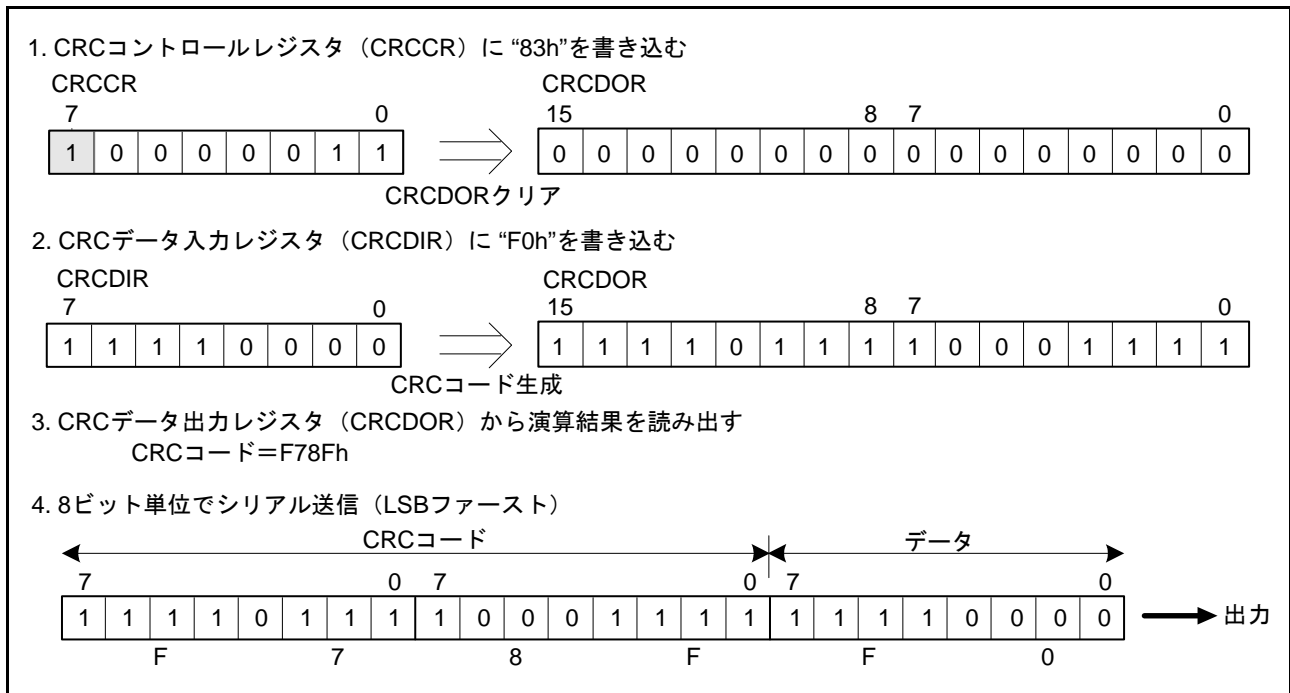 1. CRCコントロールレジスタ（CRCCR）に “83h”を書き込む
CRCCR CRCDOR
7 0 15 8 7 0
1 0 0 0 0 0 1 1 0 0 0 0 0 0 0 0 0 0 0 0 0 0 0 0
CRCDORクリア
2. CRCデータ入力レジスタ（CRCDIR）に “F0h”を書き込む
CRCDIR CRCDOR
7 0 15 8 7 0
1 1 1 1 0 0 0 0 1 1 1 1 0 1 1 1 1 0 0 0 1 1 1 1
CRCコード生成
3. CRCデータ出力レジスタ（CRCDOR）から演算結果を読み出す
CRCコード＝F78Fh
4. 8ビット単位でシリアル送信（LSBファースト）
CRCコード データ
7 0 7 0 7 0
1 1 1 1 0 1 1 1 1 0 0 0 1 1 1 1 1 1 1 1 0 0 0 0 出力
F 7 8 F F 0